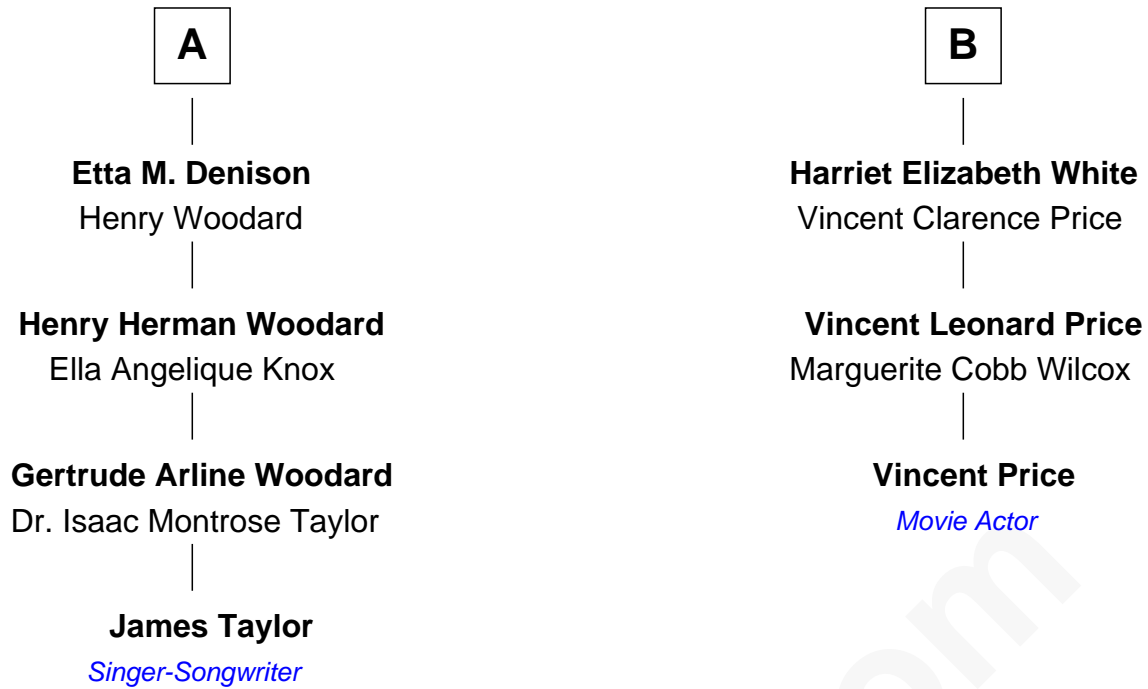 A
Etta M. Denison
Henry Woodard
Henry Herman Woodard
Ella Angelique Knox
Gertrude Arline Woodard
Dr. Isaac Montrose Taylor
James Taylor
Singer-Songwriter
B
Harriet Elizabeth White
Vincent Clarence Price
Vincent Leonard Price
Marguerite Cobb Wilcox
Vincent Price
Movie Actor
om